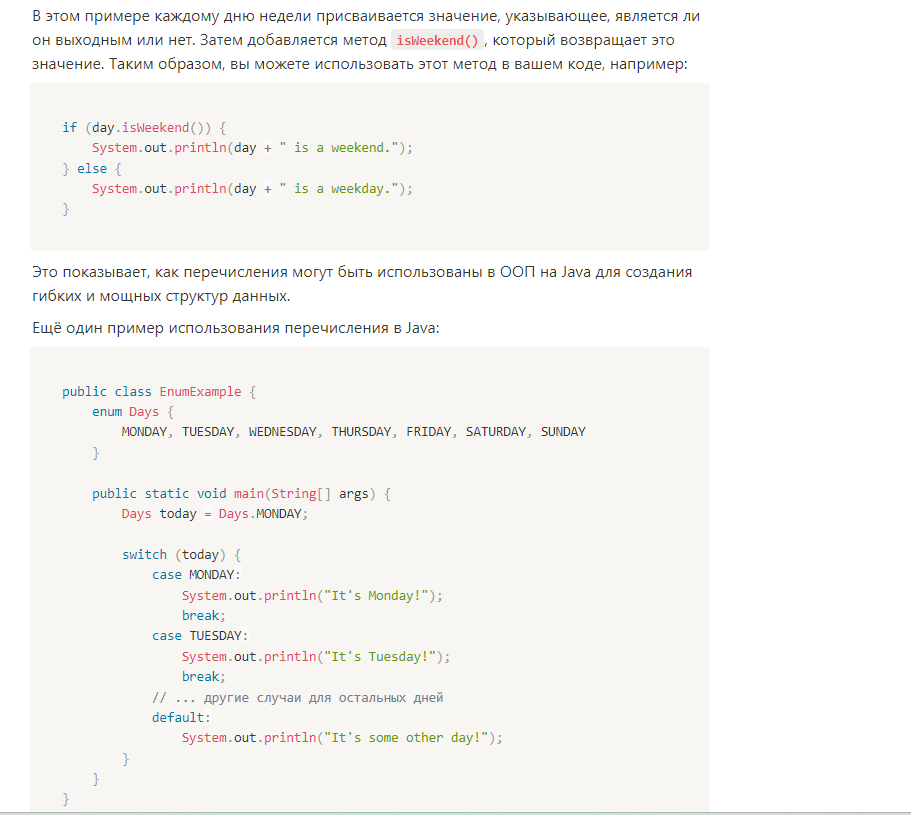 В этом примере каждому дню недели присваивается значение, указывающее, является ли
он выходным или нет. Затем добавляется метод isWeekend(), который возвращает это
значение. Таким образом, вы можете использовать этот метод в вашем коде, например:
if (day.isWeekend()) {
    System.out.println(day + " is a weekend.");
} else {
    System.out.println(day + " is a weekday.");
}
Это показывает, как перечисления могут быть использованы в ООП на Java для создания
гибких и мощных структур данных.
Ещё один пример использования перечисления в Java:
public class EnumExample {
    enum Days {
        MONDAY, TUESDAY, WEDNESDAY, THURSDAY, FRIDAY, SATURDAY, SUNDAY
    }
    public static void main(String[] args) {
        Days today = Days.MONDAY;
        switch (today) {
            case MONDAY:
                System.out.println("It's Monday!");
                break;
            case TUESDAY:
                System.out.println("It's Tuesday!");
                break;
            // ... другие случаи для остальных дней
            default:
                System.out.println("It's some other day!");
        }
    }
}